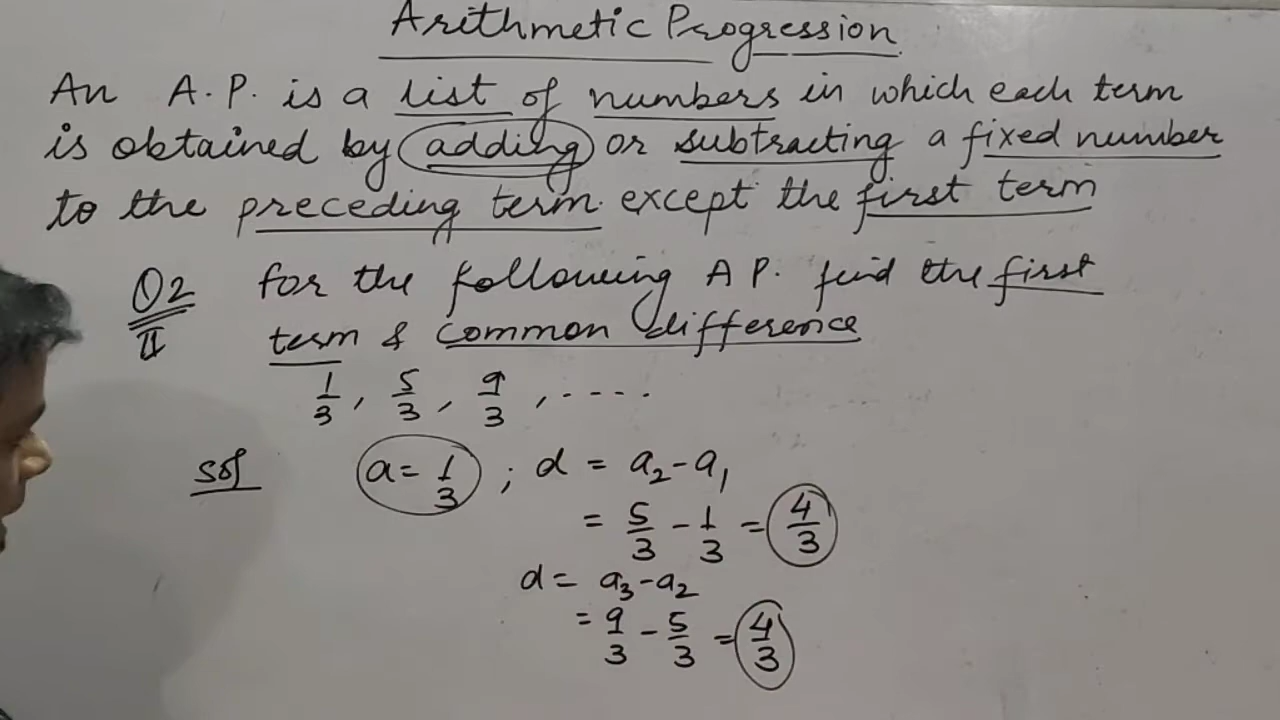 Arithmetic Progression
An A.P. is a list of numbers in which each term
is obtained by adding or subtracting a fixed number
to the preceding term except the first term
Q2 for the following A P. find the first
II term & common difference
1/3, 5/3, 9/3, .----.
Sol a = 1/3 ; d = a₂-a₁
= 5/3 - 1/3 = 4/3
d = a₃-a₂
= 9/3 - 5/3 = 4/3